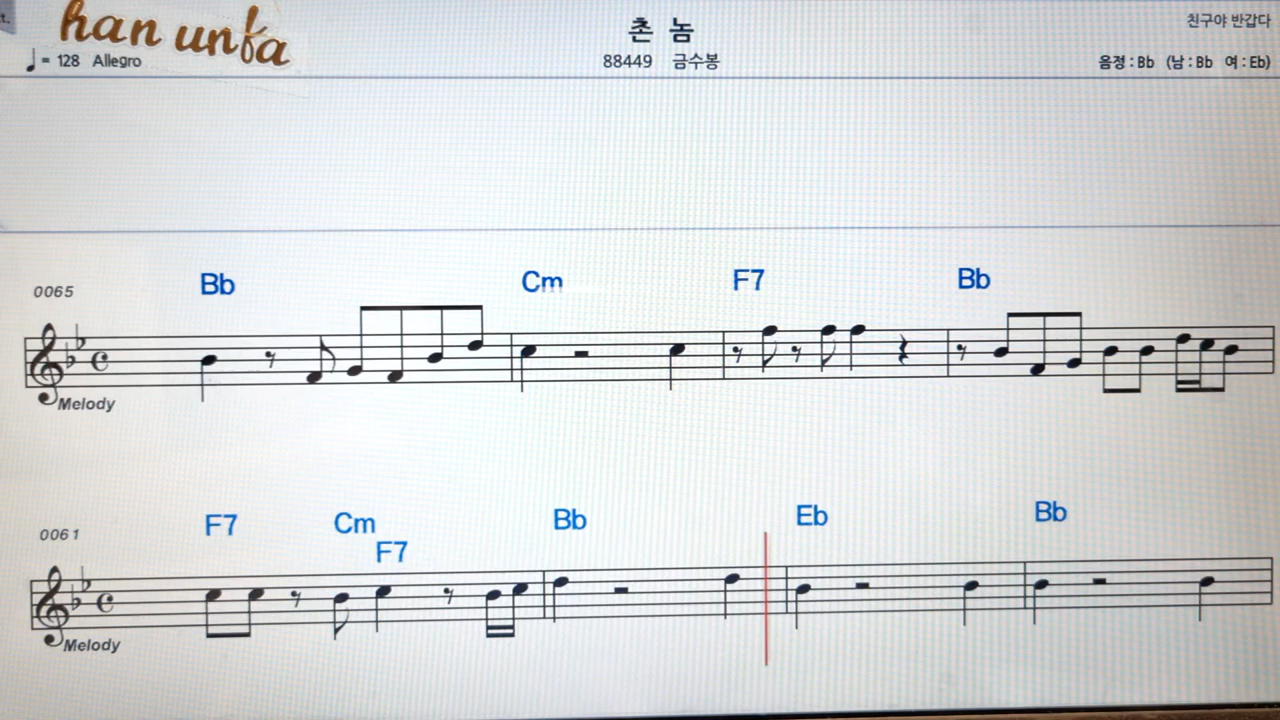 t.
han unfa
촌 놈
친구야 반갑다
♩= 128 Allegro
88449 금수봉
음정 : Bb (남 : Bb 여 : Eb)
0065 Bb Cm F7 Bb
Melody
0061 F7 Cm Bb Eb Bb
F7
Melody